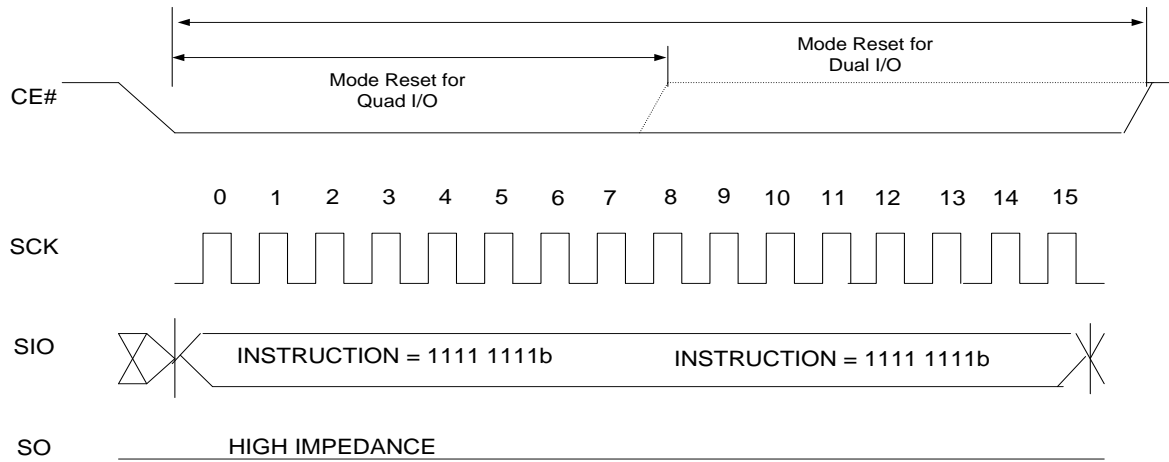 Mode Reset for
Dual I/O
Mode Reset for
Quad I/O
CE#
0 1 2 3 4 5 6 7 8 9 10 11 12 13 14 15
SCK
SIO
INSTRUCTION = 1111 1111b INSTRUCTION = 1111 1111b
SO
HIGH IMPEDANCE